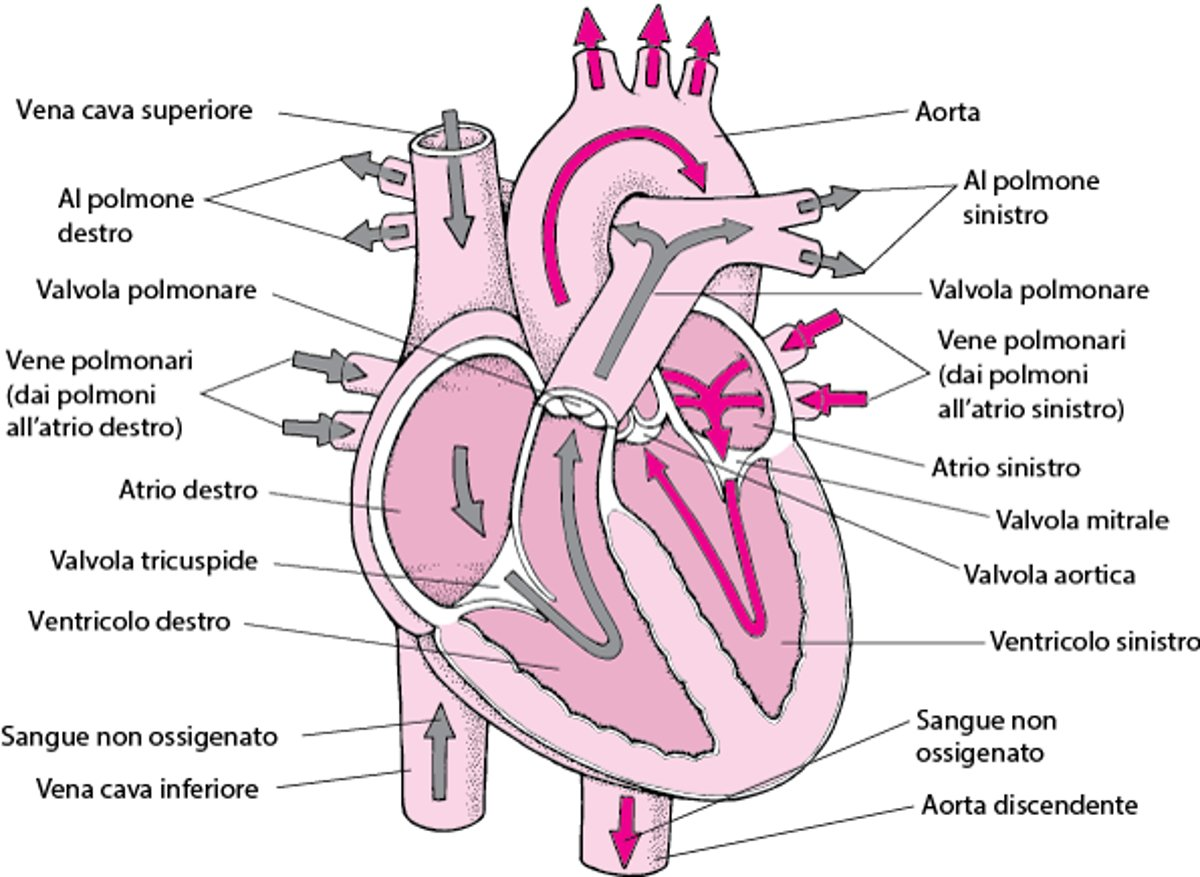 Vena cava superiore
Al polmone
destro
Valvola polmonare
Vene polmonari
(dai polmoni
all'atrio destro)
Atrio destro
Valvola tricuspide
Ventricolo destro
Sangue non ossigenato
Vena cava inferiore
Aorta
Al polmone
sinistro
Valvola polmonare
Vene polmonari
(dai polmoni
all'atrio sinistro)
Atrio sinistro
Valvola mitrale
Valvola aortica
Ventricolo sinistro
Sangue non
ossigenato
Aorta discendente